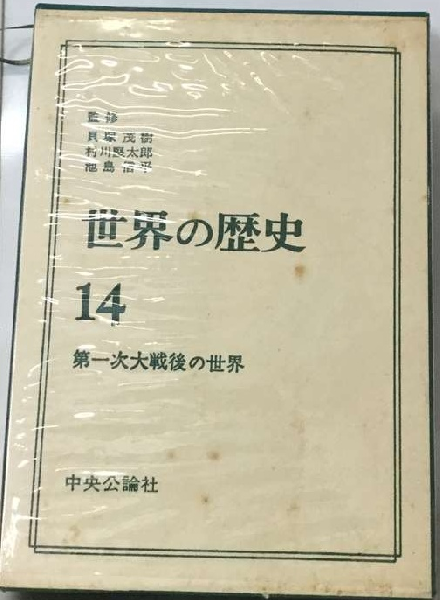 監修
貝塚茂樹
村川堅太郎
池島信平
世界の歴史
14
第一次大戦後の世界
中央公論社